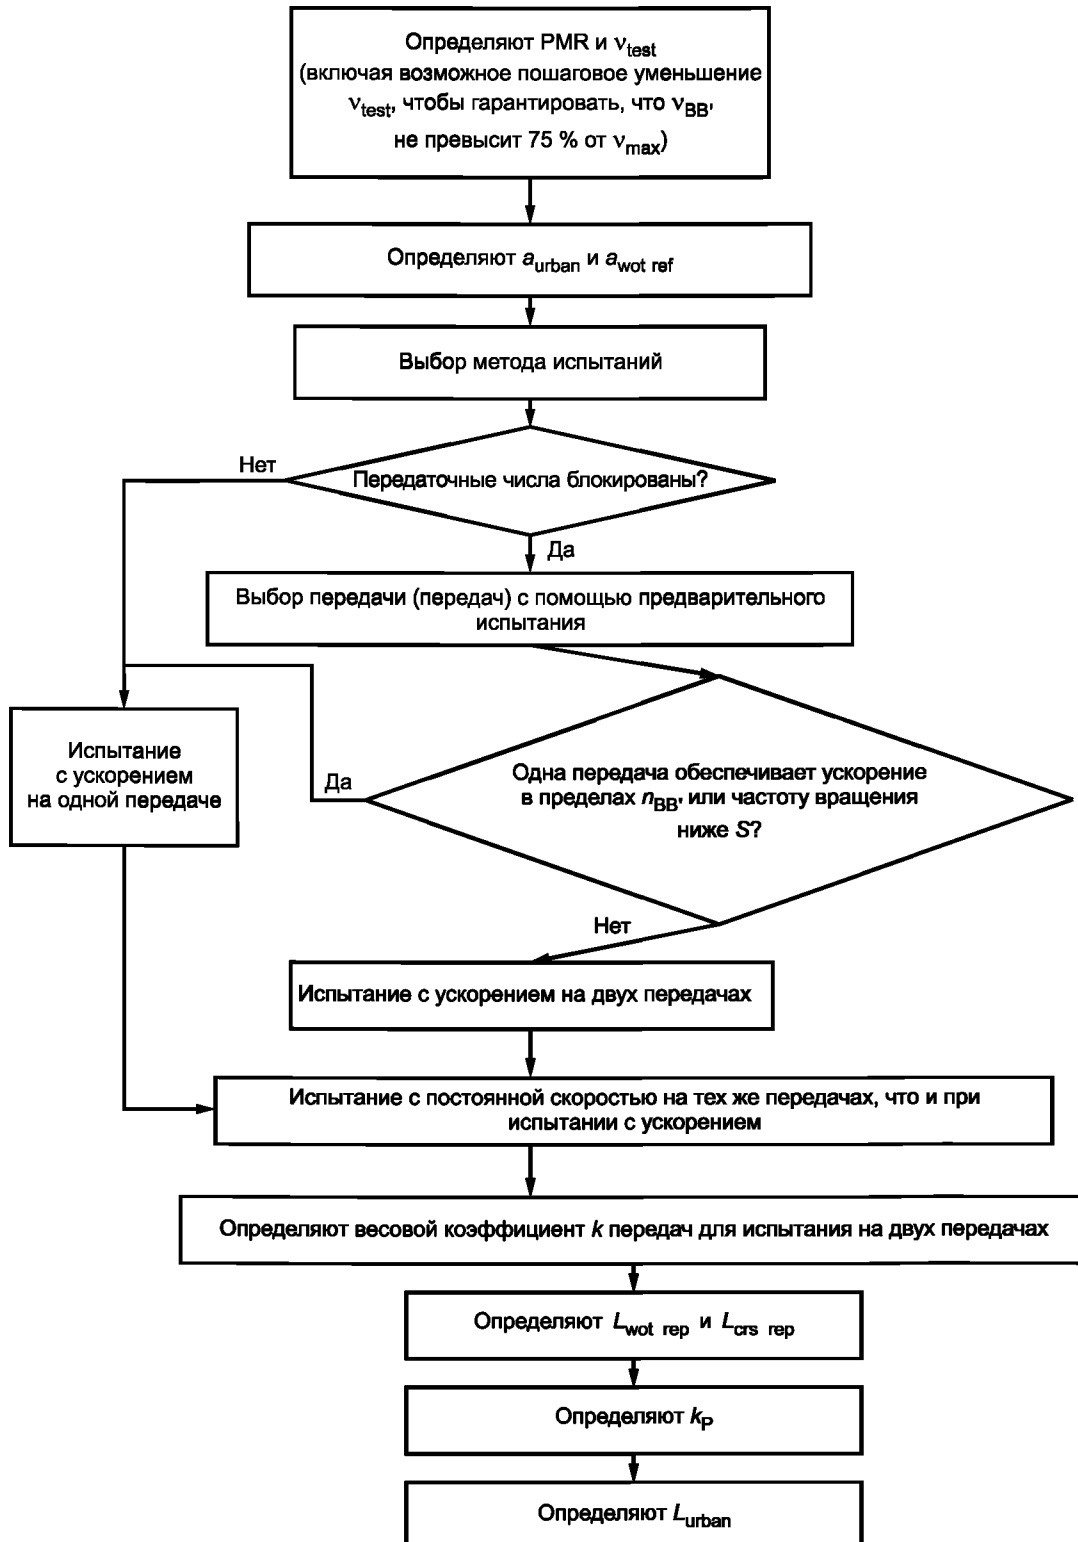 Определяют PMR и νtest
(включая возможное пошаговое уменьшение
νtest, чтобы гарантировать, что νBB'
не превысит 75 % от νmax)
Определяют aurban и awot ref
Выбор метода испытаний
Нет
Передаточные числа блокированы?
Да
Выбор передачи (передач) с помощью предварительного
испытания
Испытание
с ускорением
на одной передаче
Да
Одна передача обеспечивает ускорение
в пределах nBB' или частоту вращения
ниже S?
Нет
Испытание с ускорением на двух передачах
Испытание с постоянной скоростью на тех же передачах, что и при
испытании с ускорением
Определяют весовой коэффициент k передач для испытания на двух передачах
Определяют Lwot rep и Lcrs rep
Определяют kP
Определяют Lurban